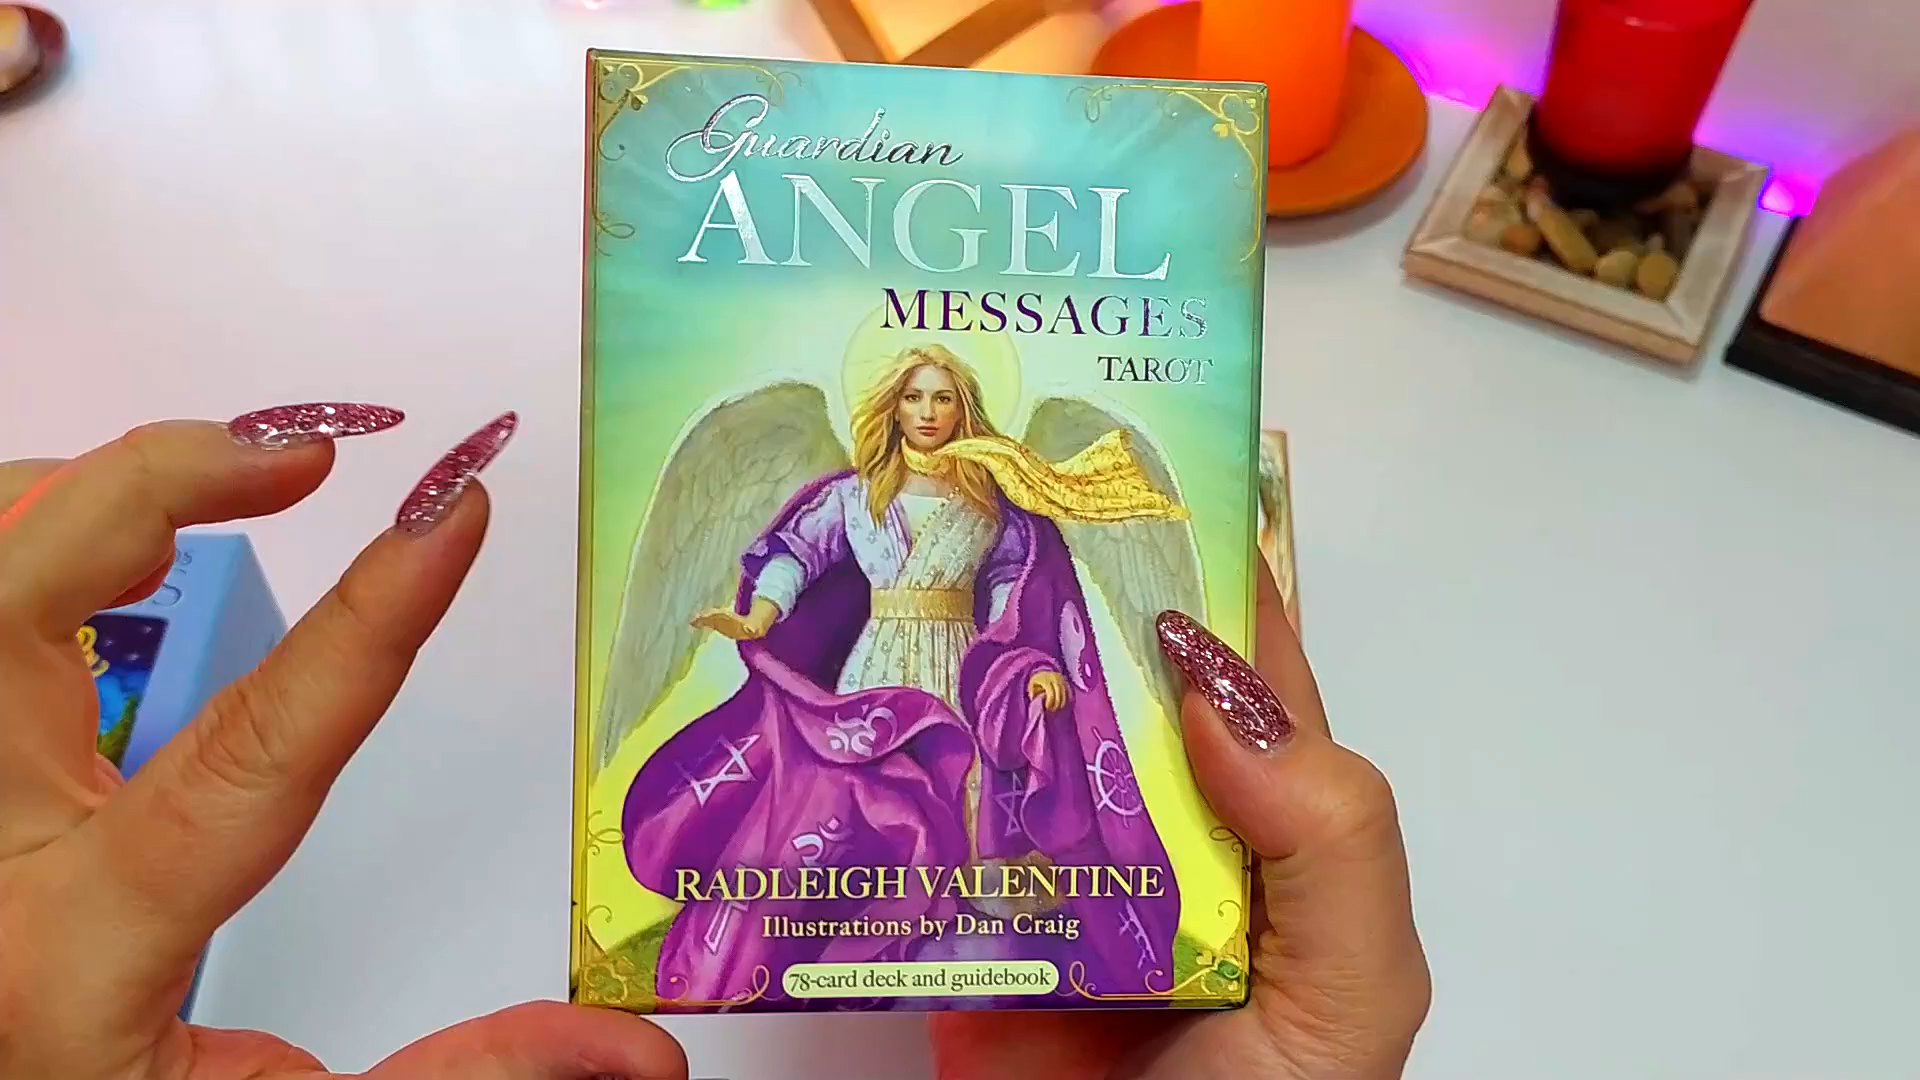 Guardian
ANGEL
MESSAGES
TAROT
RADLEIGH VALENTINE
Illustrations by Dan Craig
78-card deck and guidebook